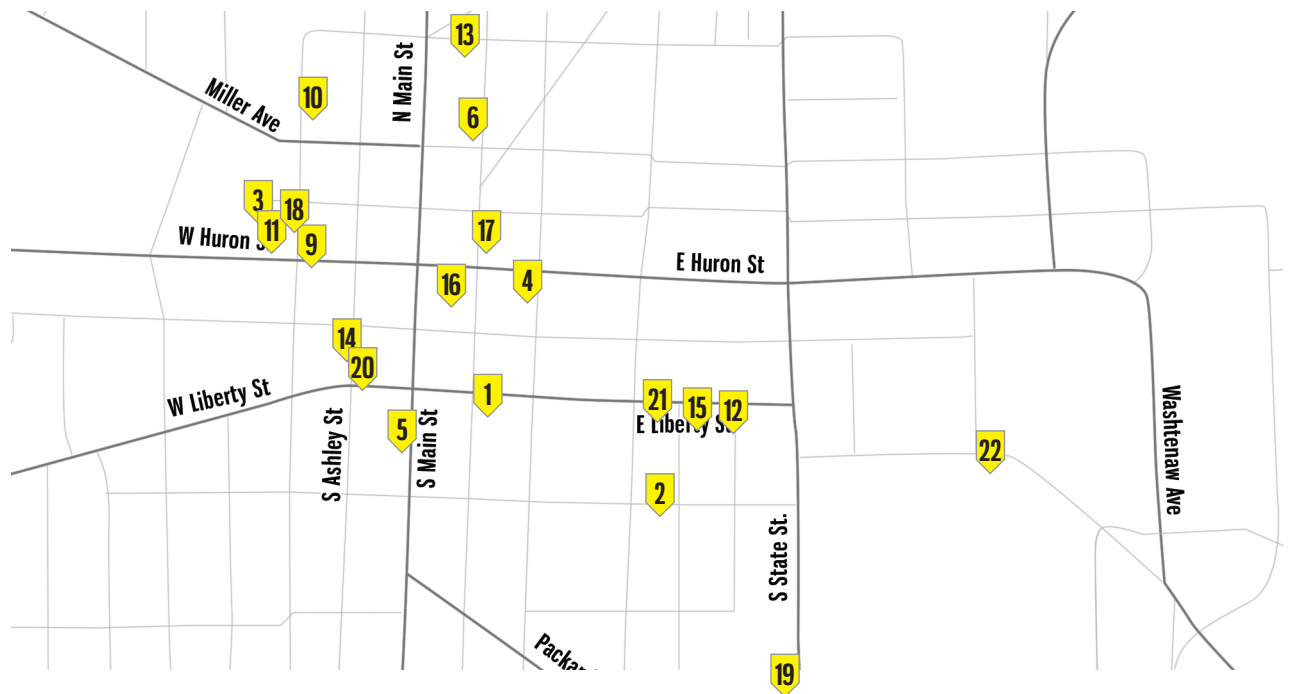 13
N Main St
Miller Ave
10
6
3
18
11
17
W Huron
9
E Huron St
16
4
14
20
W Liberty St
1
21
15
12
E Liberty St
5
S Ashley St
S Main St
Washtenaw Ave
22
2
S State St.
Packar
19